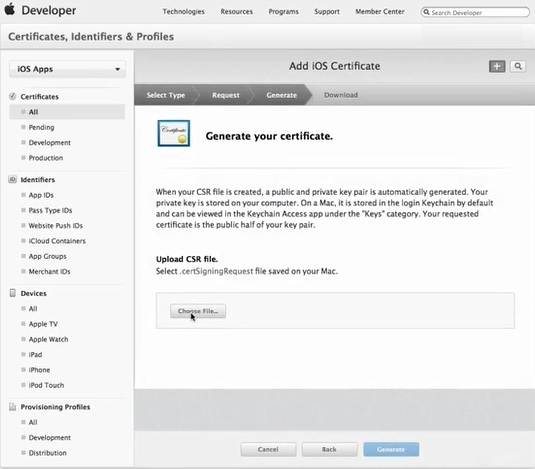 Developer
Technologies Resources Programs Support Member Center Search Developer
Certificates, Identifiers & Profiles
iOS Apps
Add iOS Certificate
Certificates
All
Pending
Development
Production
Identifiers
App IDs
Pass Type IDs
Website Push IDs
iCloud Containers
App Groups
Merchant IDs
Devices
All
Apple TV
Apple Watch
iPad
iPhone
iPod Touch
Provisioning Profiles
All
Development
Distribution
Select Type Request Generate Download
Certificate
Generate your certificate.
When your CSR file is created, a public and private key pair is automatically generated. Your
private key is stored on your computer. On a Mac, it is stored in the login Keychain by default
and can be viewed in the Keychain Access app under the "Keys" category. Your requested
certificate is the public half of your key pair.
Upload CSR file.
Select .certSigningRequest file saved on your Mac.
Choose File...
Cancel Back Generate